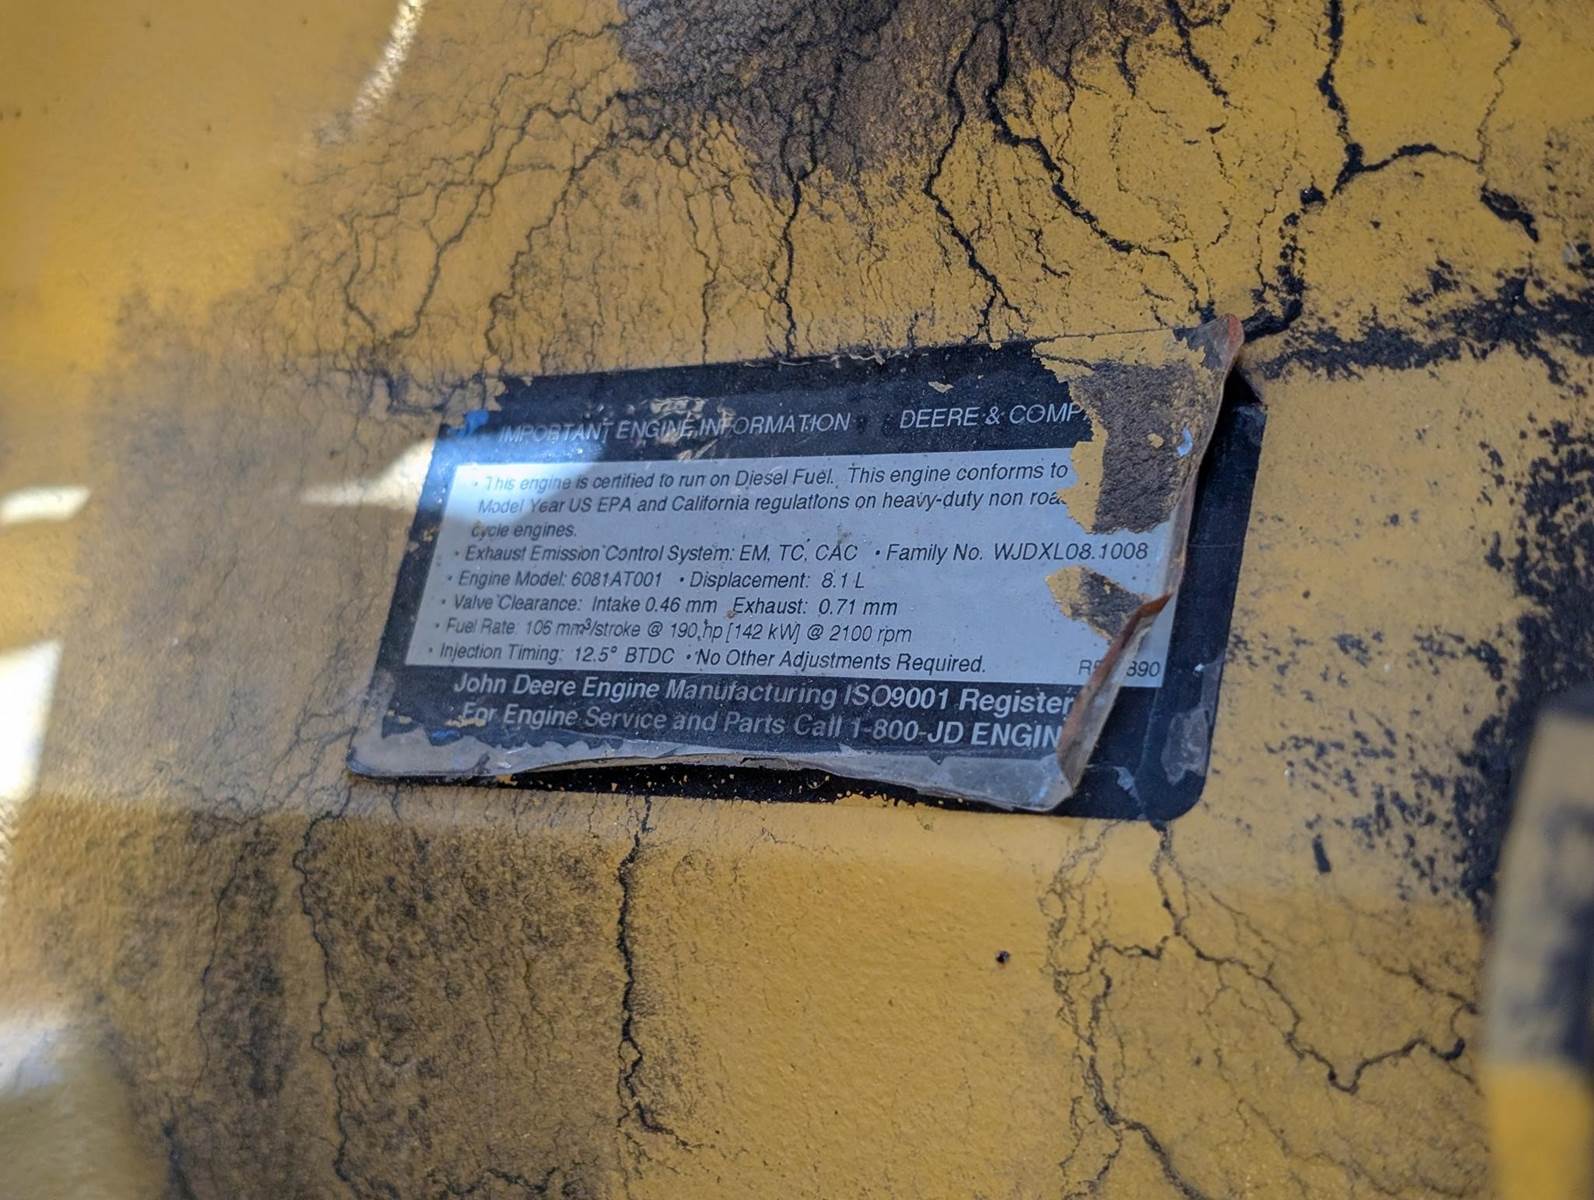 IMPORTANT ENGINE INFORMATION DEERE & COMP
• This engine is certified to run on Diesel Fuel. This engine conforms to
Model Year US EPA and California regulations on heavy-duty non roa
cycle engines.
• Exhaust Emission Control System: EM, TC, CAC • Family No. WJDXL08.1008
• Engine Model: 6081AT001 • Displacement: 8.1 L
• Valve Clearance: Intake 0.46 mm Exhaust: 0.71 mm
• Fuel Rate: 106 mm³/stroke @ 190 hp [142 kW] @ 2100 rpm
• Injection Timing: 12.5° BTDC • No Other Adjustments Required.
John Deere Engine Manufacturing ISO9001 Register
For Engine Service and Parts Call 1-800-JD ENGIN